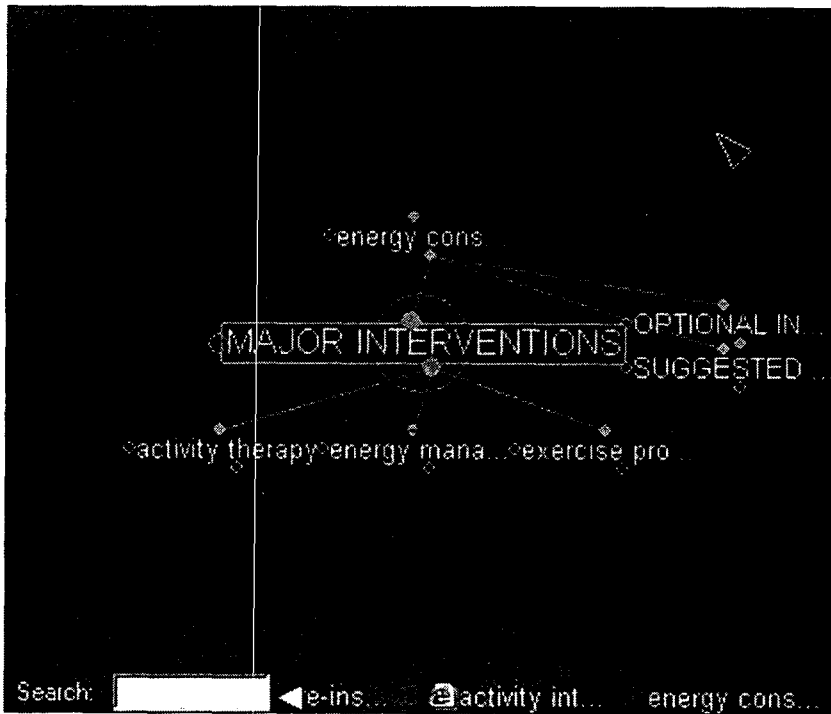 energy cons...
OPTIONAL IN...
MAJOR INTERVENTIONS
SUGGESTED ...
activity therapy energy mana... exercise pro...
Search: e-ins... activity int... energy cons...